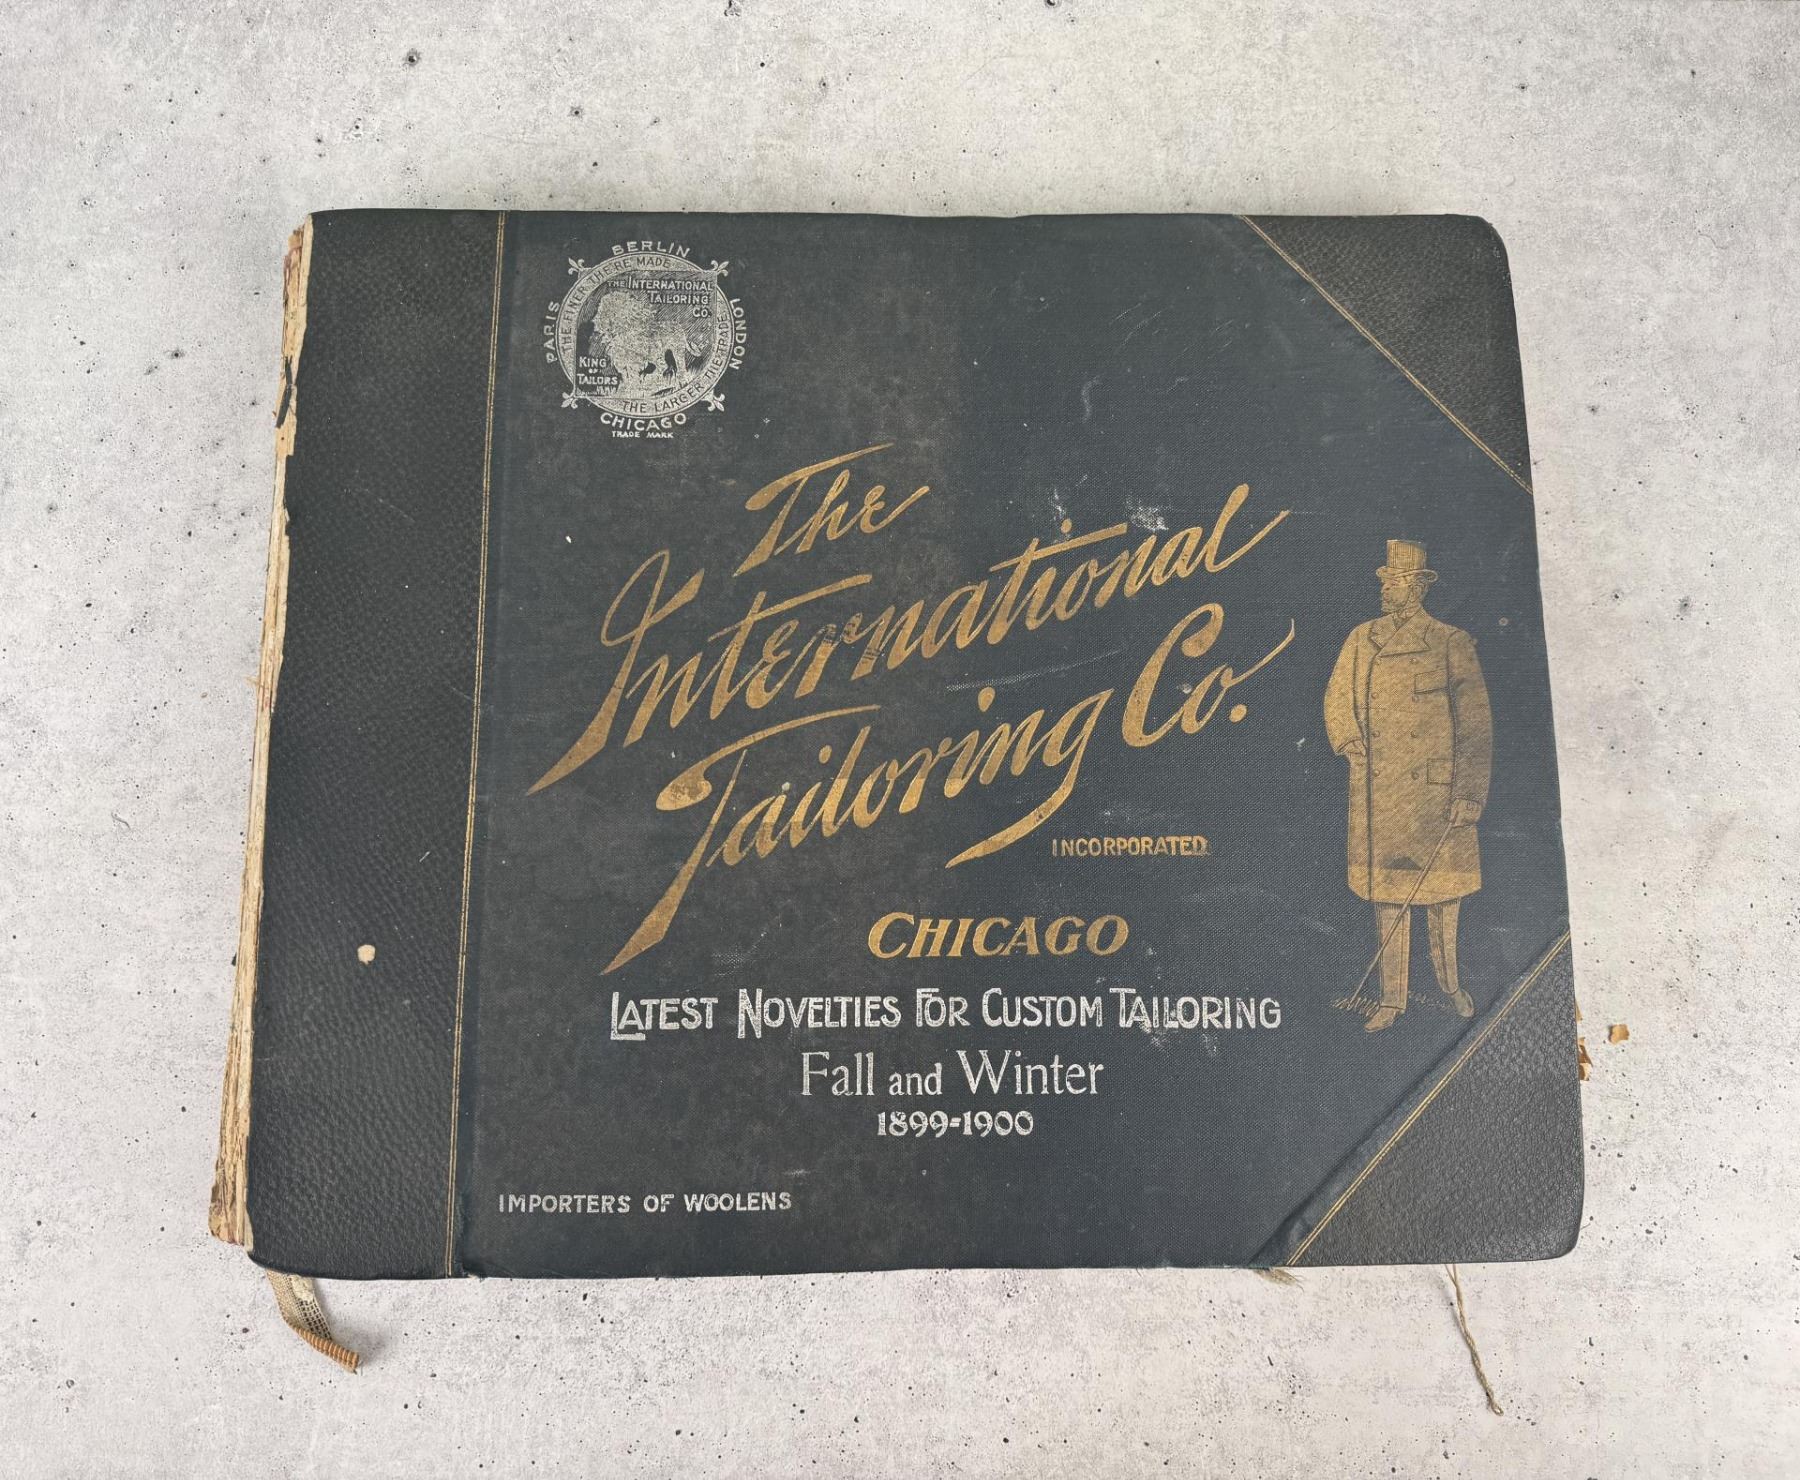 BERLIN
PARIS
LONDON
THE FINER THERE MADE
THE LARGER THE TRADE
THE INTERNATIONAL
TAILORING
CO.
KING
OF
TAILORS
CHICAGO
TRADE MARK
The
International
Tailoring Co.
INCORPORATED
CHICAGO
LATEST NOVELTIES FOR CUSTOM TAILORING
Fall and Winter
1899-1900
IMPORTERS OF WOOLENS